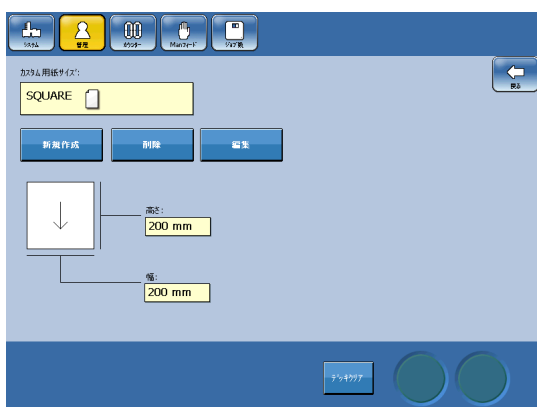 システム
管理
カウンター
Manフィード
ジョブ数
カスタム用紙サイズ:
戻る
SQUARE
新規作成
削除
編集
高さ:
200 mm
幅:
200 mm
デッキクリア